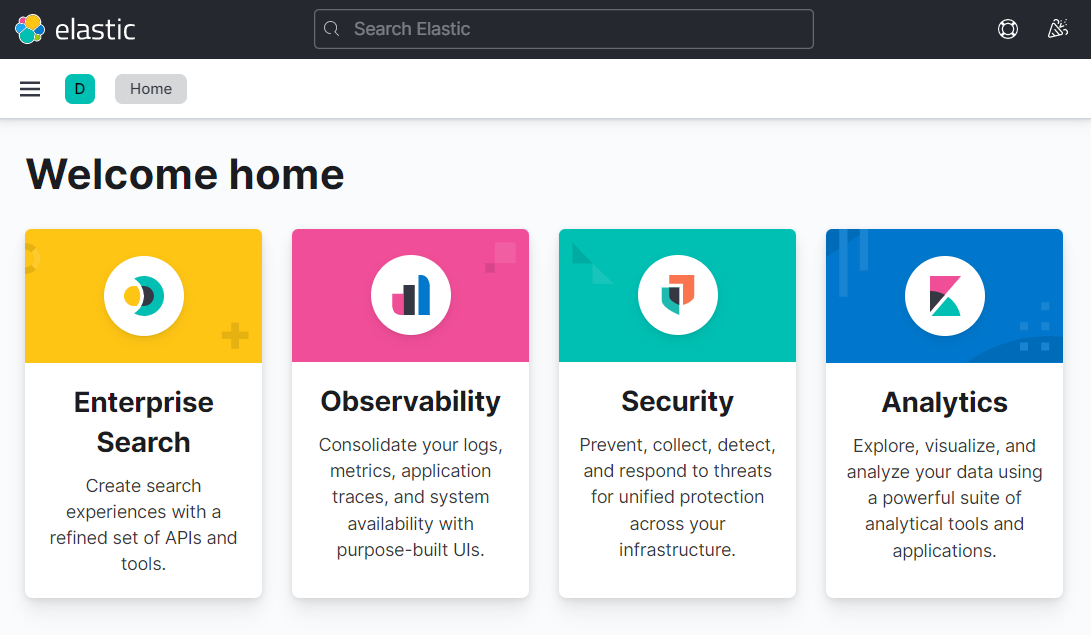 elastic
Search Elastic
D
Home
Welcome home
Enterprise
Search
Create search
experiences with a
refined set of APIs and
tools.
Observability
Consolidate your logs,
metrics, application
traces, and system
availability with
purpose-built UIs.
Security
Prevent, collect, detect,
and respond to threats
for unified protection
across your
infrastructure.
Analytics
Explore, visualize, and
analyze your data using
a powerful suite of
analytical tools and
applications.